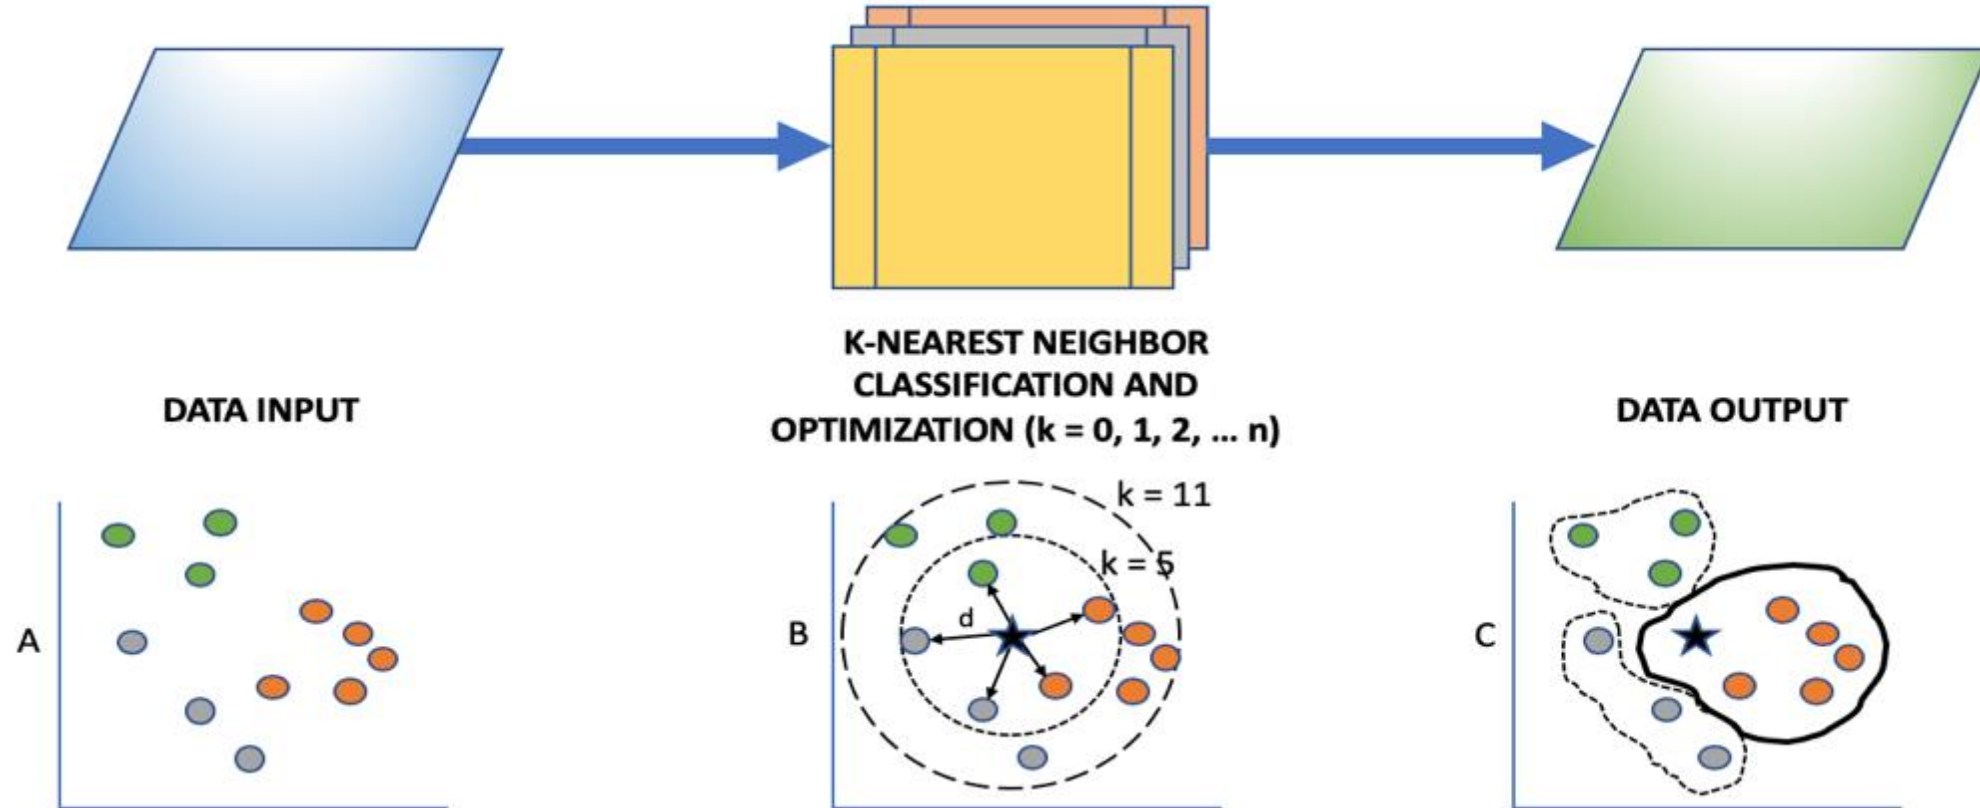 K-NEAREST NEIGHBOR
CLASSIFICATION AND
OPTIMIZATION (k = 0, 1, 2, ... n)
DATA INPUT
DATA OUTPUT
k = 11
k = 5
d
A
B
C